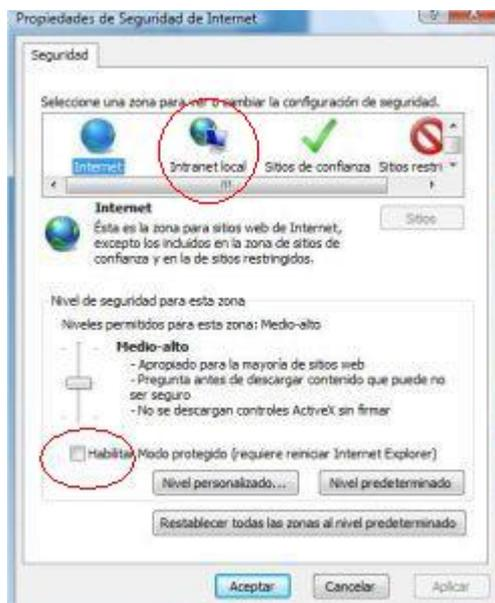 Propiedades de Seguridad de Internet
Seguridad
Seleccione una zona para ver o cambiar la configuración de seguridad.
Internet
Intranet local
Sitios de confianza
Sitios restri
Internet
Ésta es la zona para sitios web de Internet,
excepto los incluidos en la zona de sitios de
confianza y en la de sitios restringidos.
Sitios
Nivel de seguridad para esta zona
Niveles permitidos para esta zona: Medio-alto
Medio-alto
- Apropiado para la mayoría de sitios web
- Pregunta antes de descargar contenido que puede no
ser seguro
- No se descargan controles ActiveX sin firmar
Habilitar Modo protegido (requiere reiniciar Internet Explorer)
Nivel personalizado...
Nivel predeterminado
Restablecer todas las zonas al nivel predeterminado
Aceptar
Cancelar
Aplicar